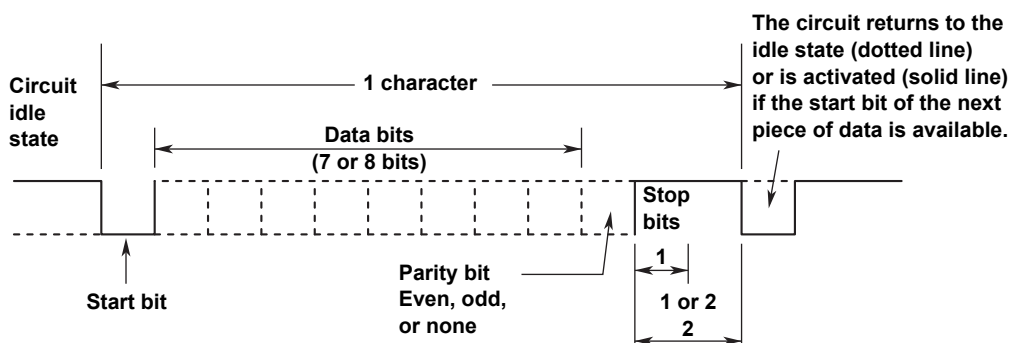 The circuit returns to the
idle state (dotted line)
or is activated (solid line)
if the start bit of the next
piece of data is available.
Circuit
idle
state
1 character
Data bits
(7 or 8 bits)
Stop
bits
1
1 or 2
2
Start bit
Parity bit
Even, odd,
or none